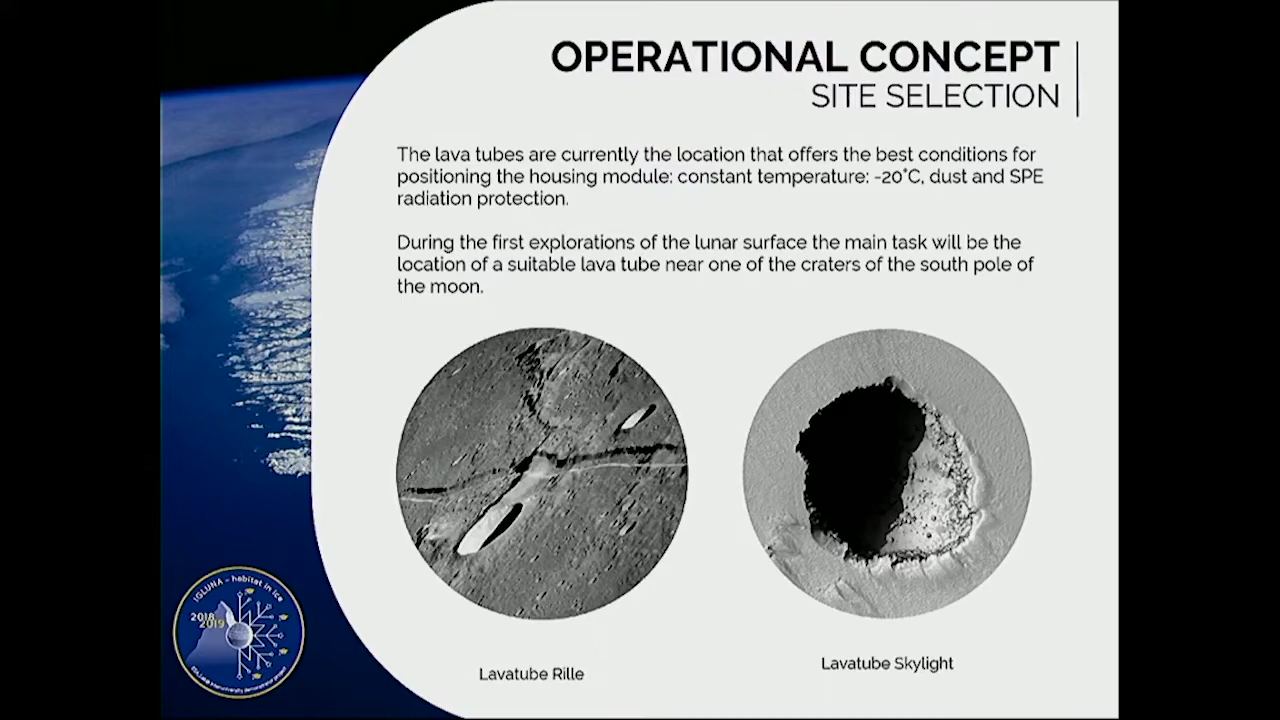 OPERATIONAL CONCEPT
SITE SELECTION
The lava tubes are currently the location that offers the best conditions for
positioning the housing module: constant temperature: -20°C, dust and SPE
radiation protection.
During the first explorations of the lunar surface the main task will be the
location of a suitable lava tube near one of the craters of the south pole of
the moon.
Lavatube Rille
Lavatube Skylight
IGLUNA - habitat in ice
2018
2019